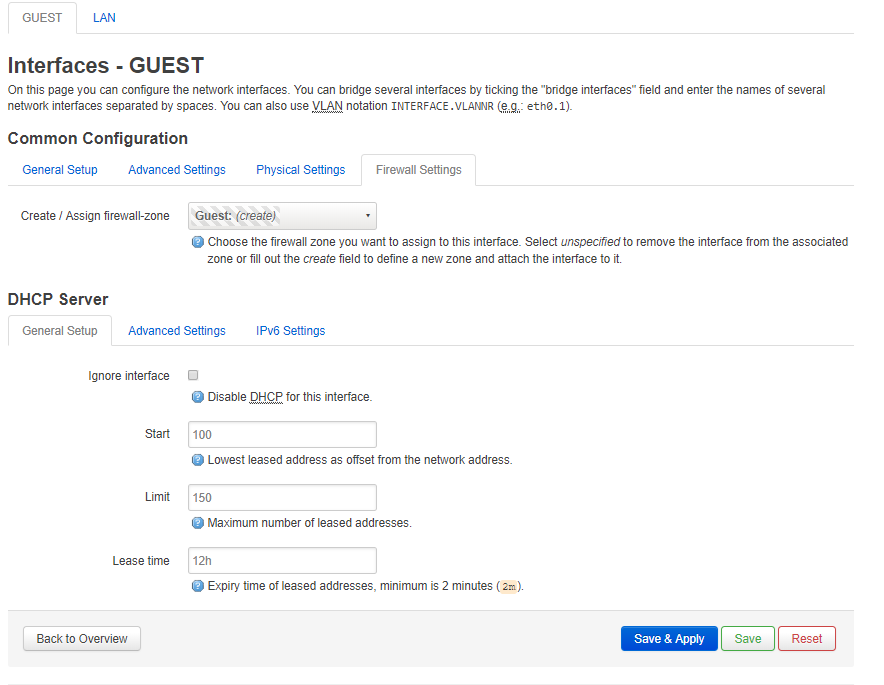 GUEST LAN
Interfaces - GUEST
On this page you can configure the network interfaces. You can bridge several interfaces by ticking the "bridge interfaces" field and enter the names of several
network interfaces separated by spaces. You can also use VLAN notation INTERFACE.VLANNR (e.g.: eth0.1).
Common Configuration
General Setup Advanced Settings Physical Settings Firewall Settings
Create / Assign firewall-zone Guest: (create)
Choose the firewall zone you want to assign to this interface. Select unspecified to remove the interface from the associated
zone or fill out the create field to define a new zone and attach the interface to it.
DHCP Server
General Setup Advanced Settings IPv6 Settings
Ignore interface
Disable DHCP for this interface.
Start 100
Lowest leased address as offset from the network address.
Limit 150
Maximum number of leased addresses.
Lease time 12h
Expiry time of leased addresses, minimum is 2 minutes (2m).
Back to Overview Save & Apply Save Reset